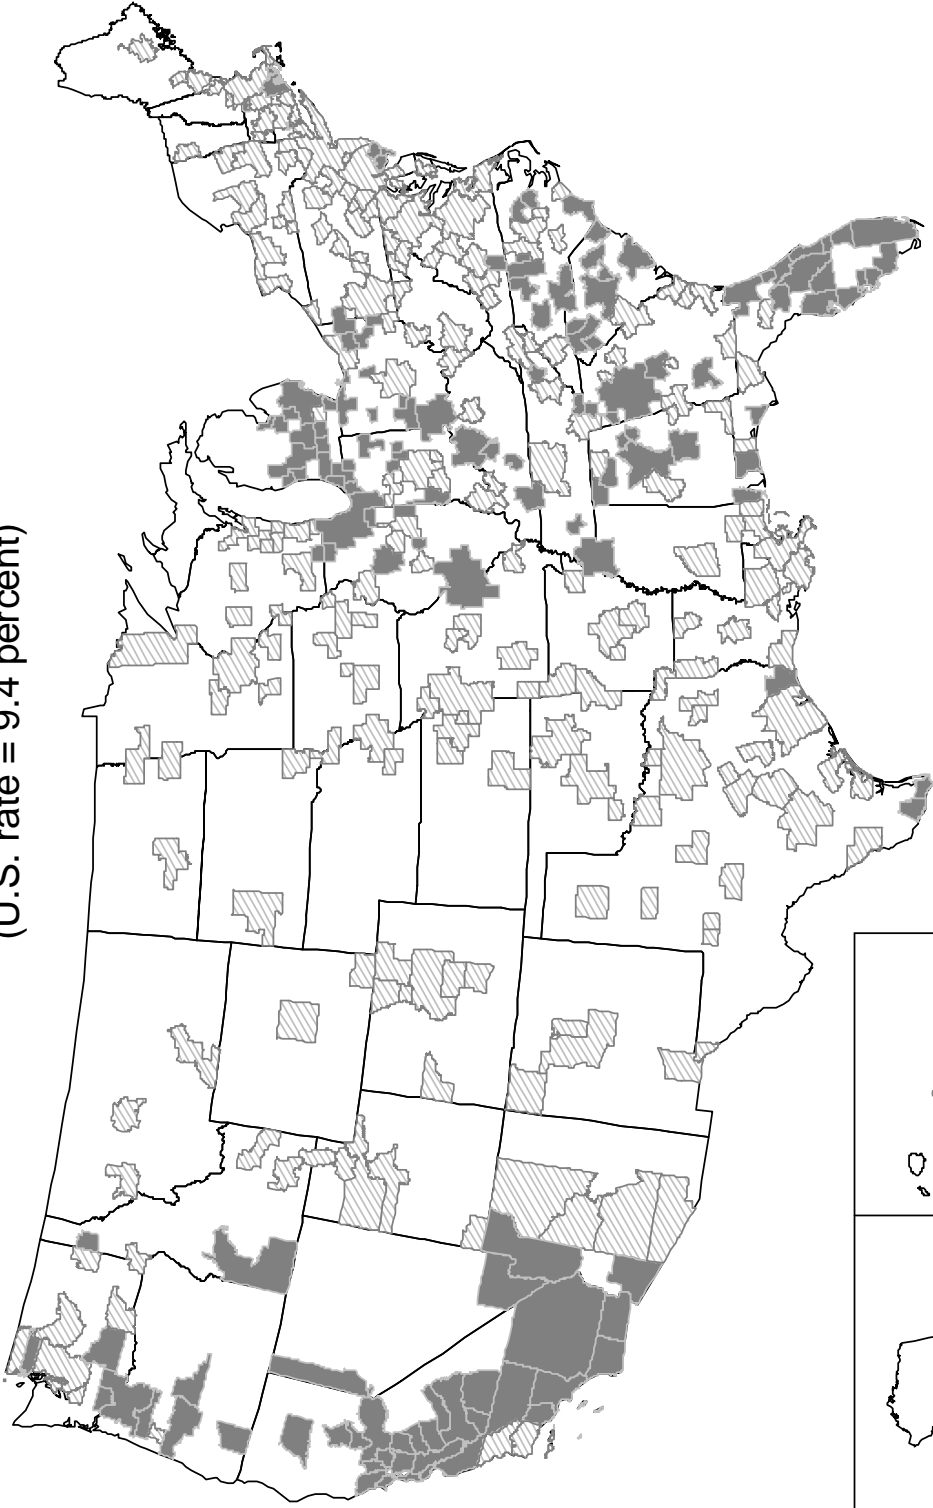 (U.S. rate = 9.4 percent)